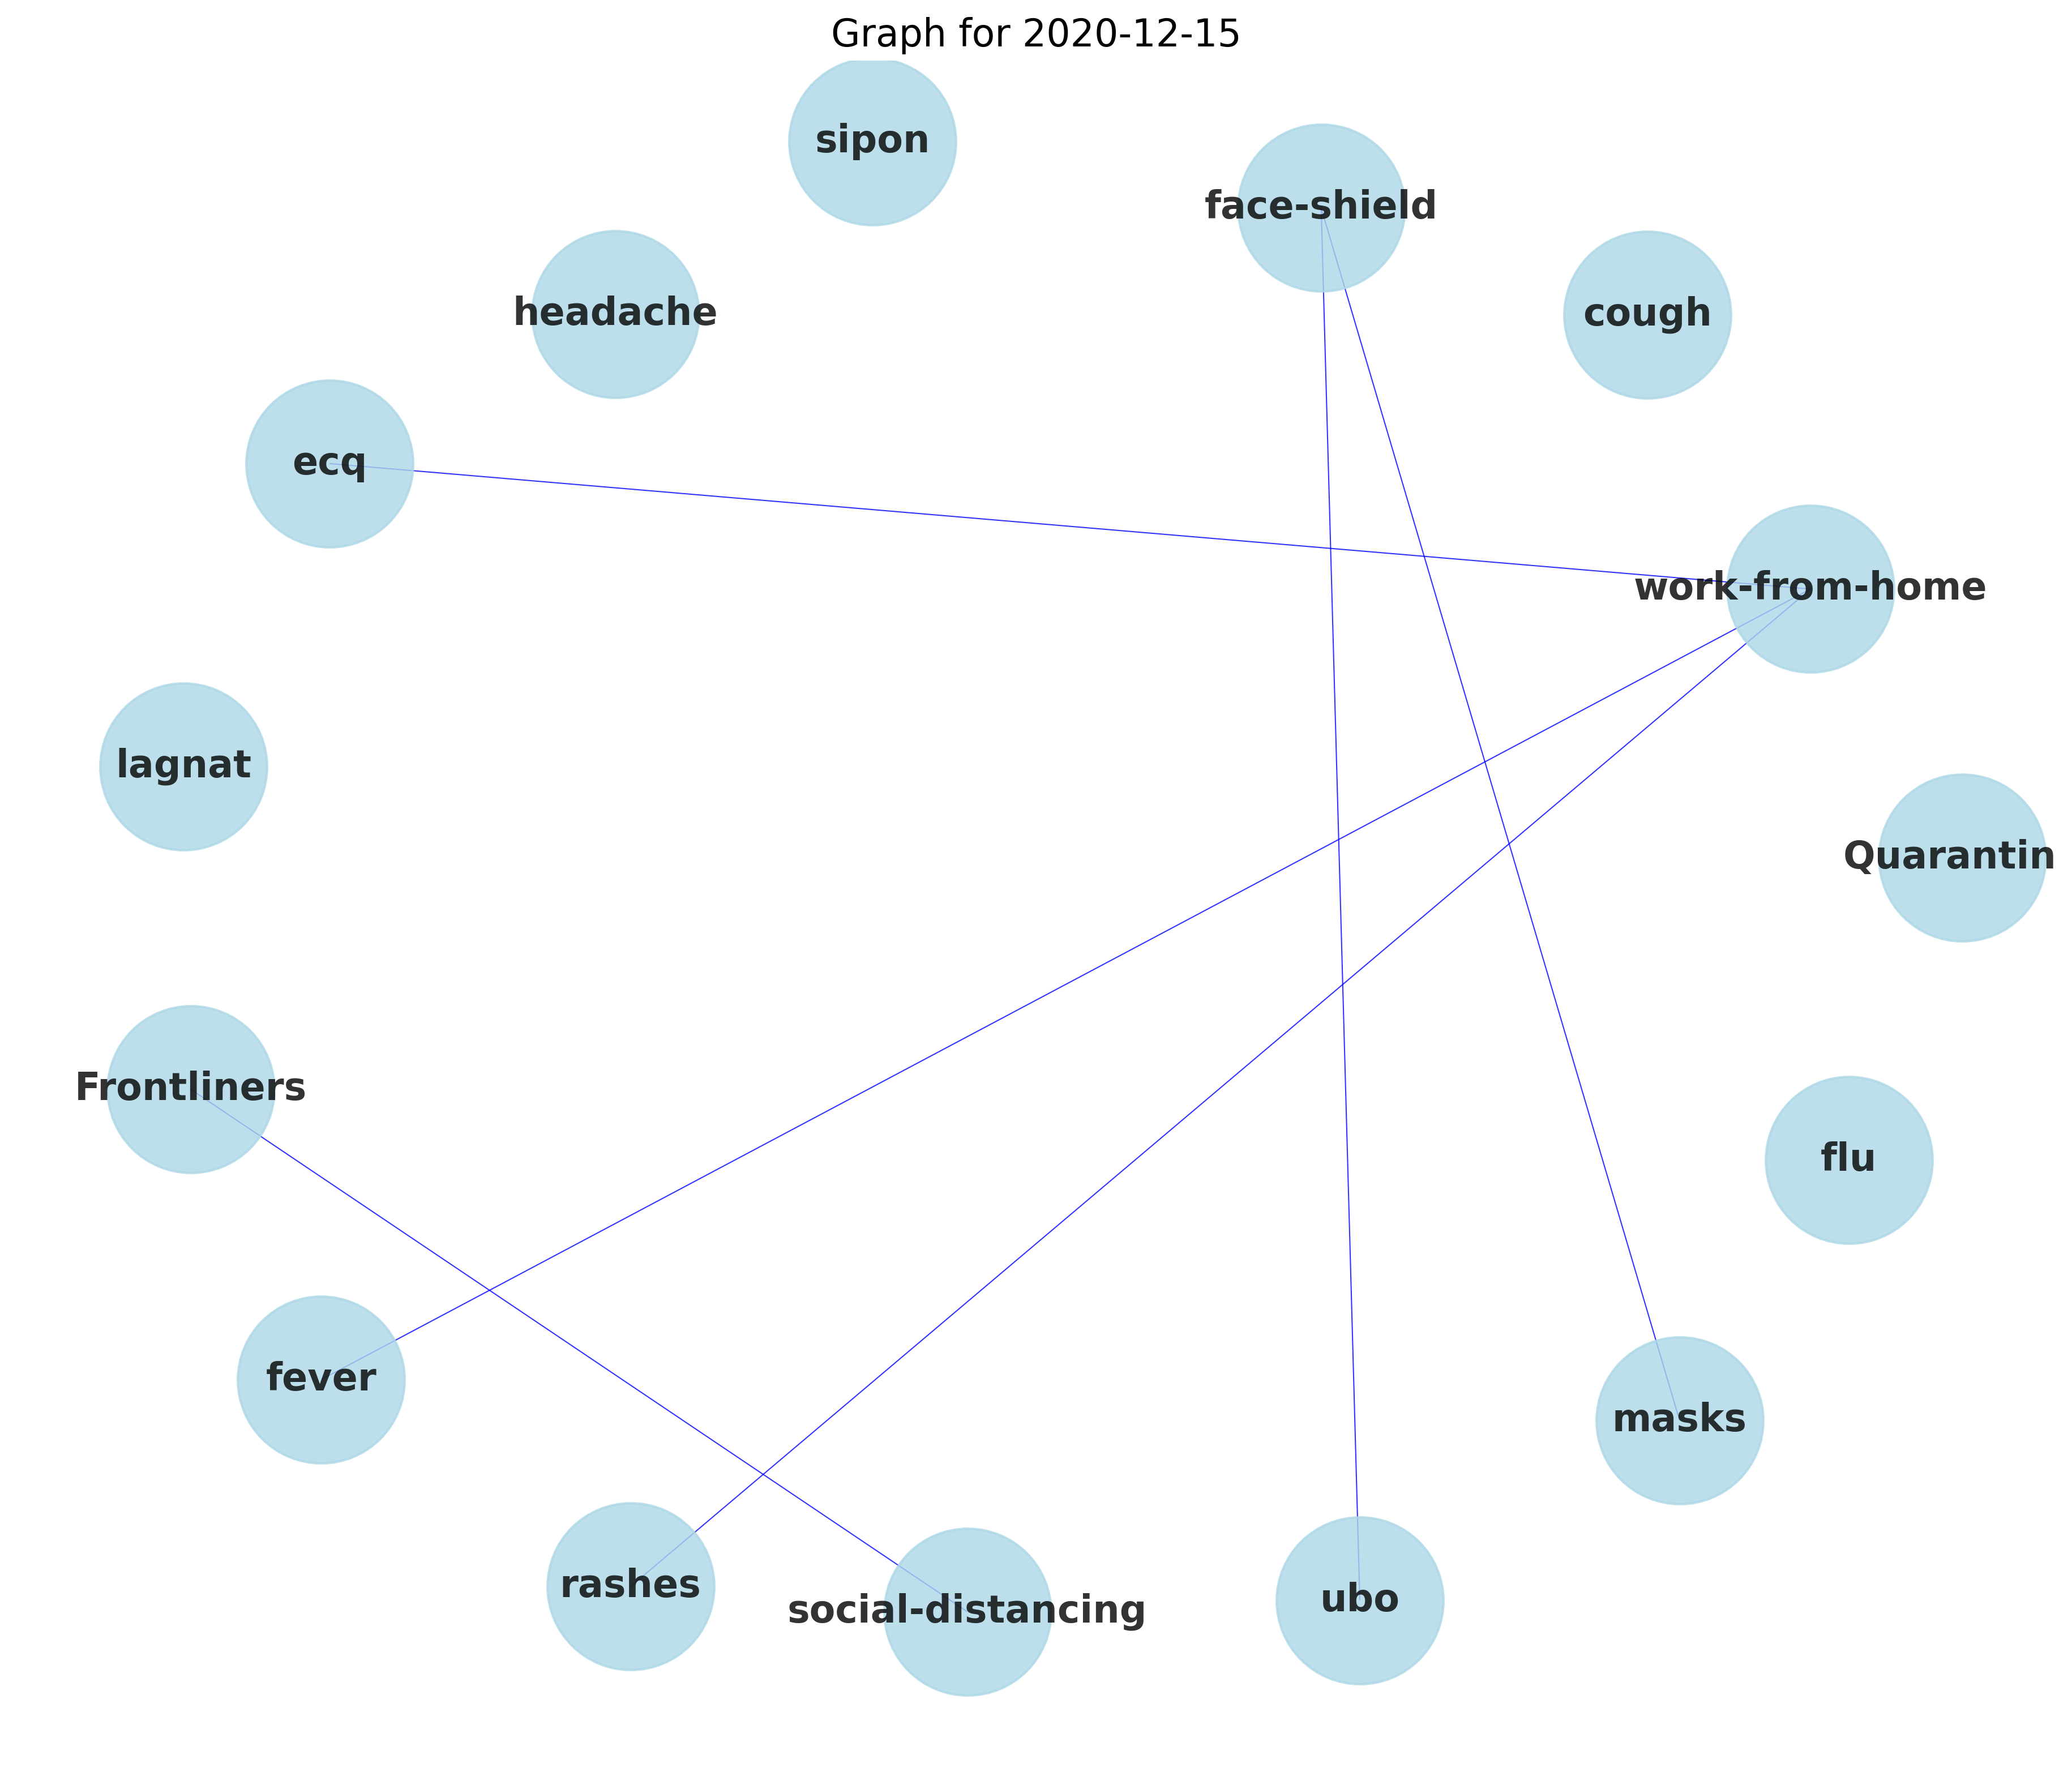 Graph for 2020-12-15
sipon
face-shield
headache
cough
ecq
work-from-home
lagnat
Quarantin
Frontliners
flu
fever
masks
rashes
social-distancing
ubo